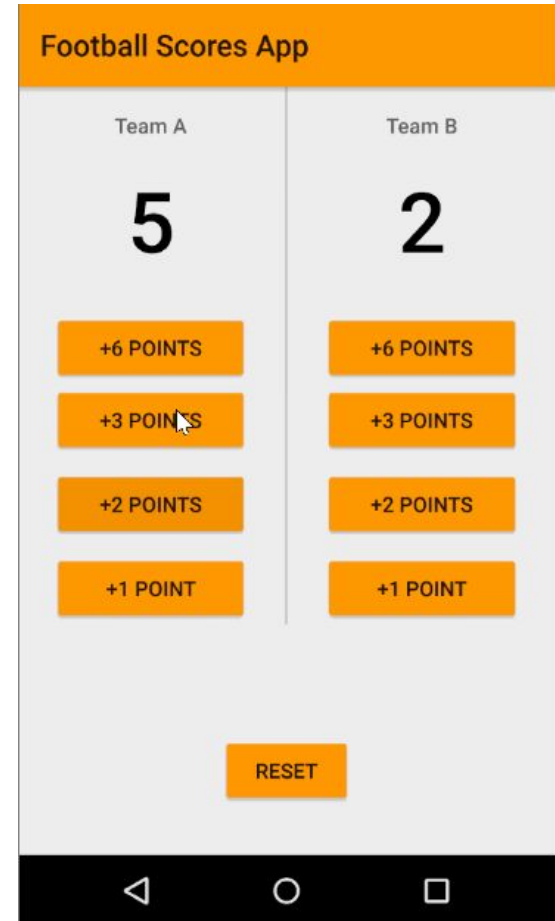 Football Scores App
Team A
Team B
5
2
+6 POINTS
+6 POINTS
+3 POINTS
+3 POINTS
+2 POINTS
+2 POINTS
+1 POINT
+1 POINT
RESET